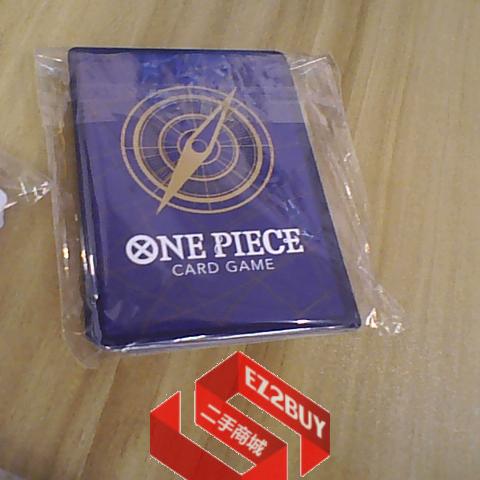 ONE PIECE
CARD GAME
EZ2BUY
二手商城